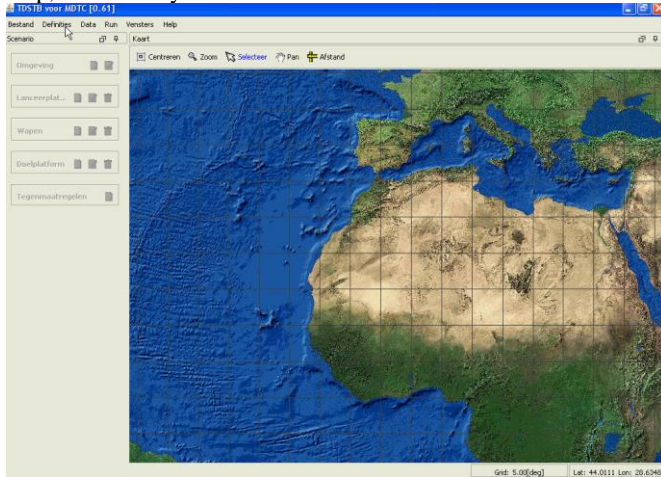 TDSTB voor MDTC [0.61]
Bestand Definities Data Run Vensters Help
Scenario
Kaart
Centreren Zoom Selecteer Pan Afstand
Omgeving
Lanceerplat...
Wapen
Doelplatform
Tegenmaatregelen
Grid: 5.00[deg] Lat: 44.0111 Lon: 28.6348